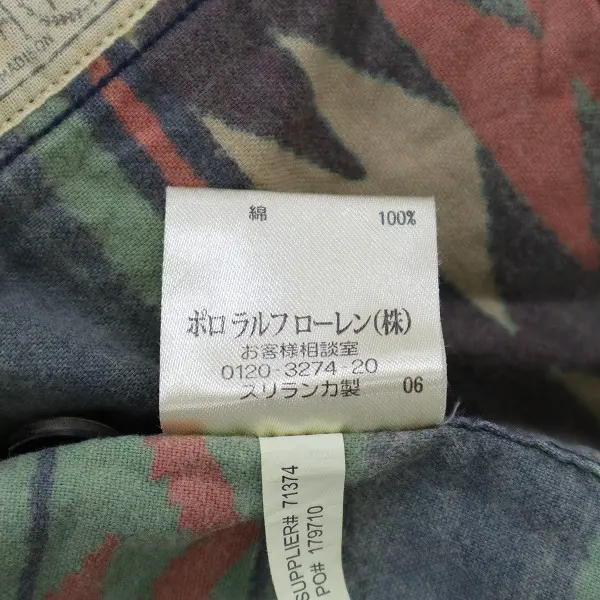 MADISON
綿 100%
ポロ ラルフ ローレン(株)
お客様相談室
0120-3274-20
スリランカ製 06
SUPPLIER# 71374
PO# 179710